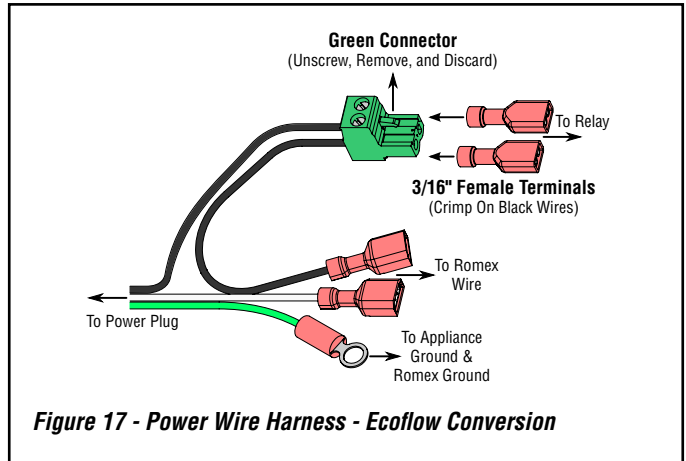 Green Connector
(Unscrew, Remove, and Discard)
To Relay
3/16" Female Terminals
(Crimp On Black Wires)
To Romex
Wire
To Power Plug
To Appliance
Ground &
Romex Ground
Figure 17 - Power Wire Harness - Ecoflow Conversion